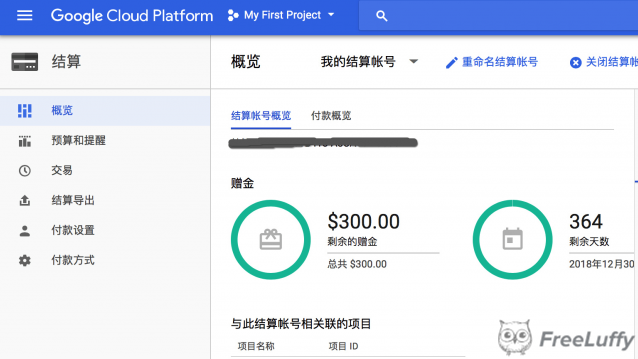 Google Cloud Platform
My First Project
结算
概览
我的结算帐号
重命名结算帐号
关闭结算帐
概览
预算和提醒
交易
结算导出
付款设置
付款方式
结算帐号概览
付款概览
赠金
$300.00
剩余的赠金
总共 $300.00
364
剩余天数
2018年12月30
与此结算帐号相关联的项目
项目名称
项目 ID
FreeLuffy